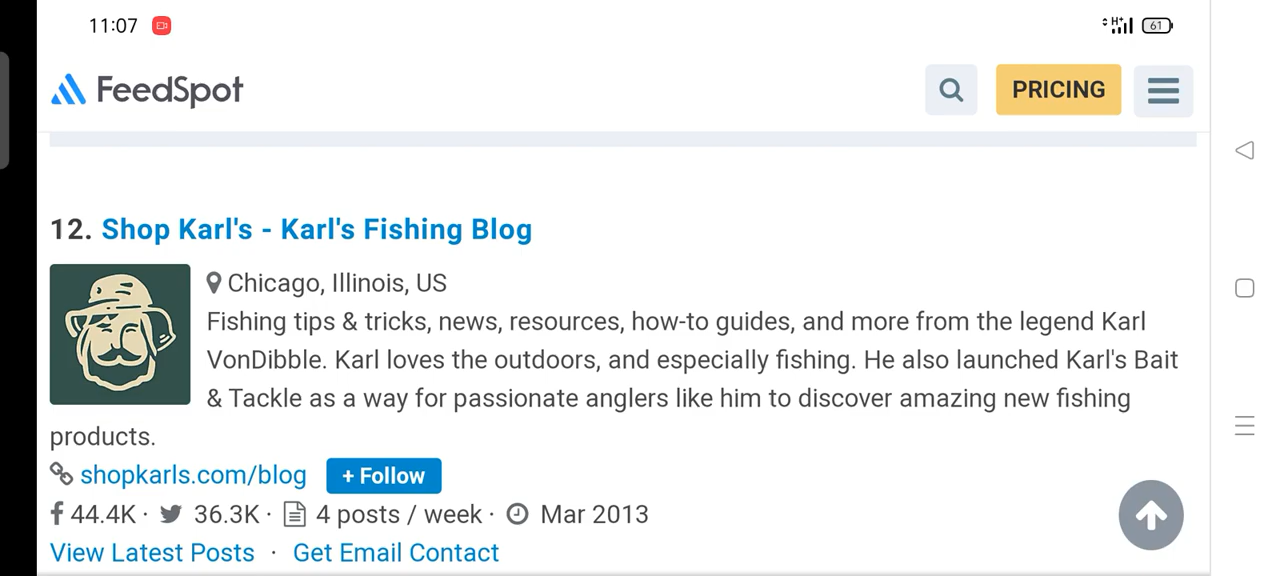 11:07 H+ 61
FeedSpot PRICING
12. Shop Karl's - Karl's Fishing Blog
Chicago, Illinois, US
Fishing tips & tricks, news, resources, how-to guides, and more from the legend Karl
VonDibble. Karl loves the outdoors, and especially fishing. He also launched Karl's Bait
& Tackle as a way for passionate anglers like him to discover amazing new fishing
products.
shopkarls.com/blog + Follow
44.4K · 36.3K · 4 posts / week · Mar 2013
View Latest Posts · Get Email Contact